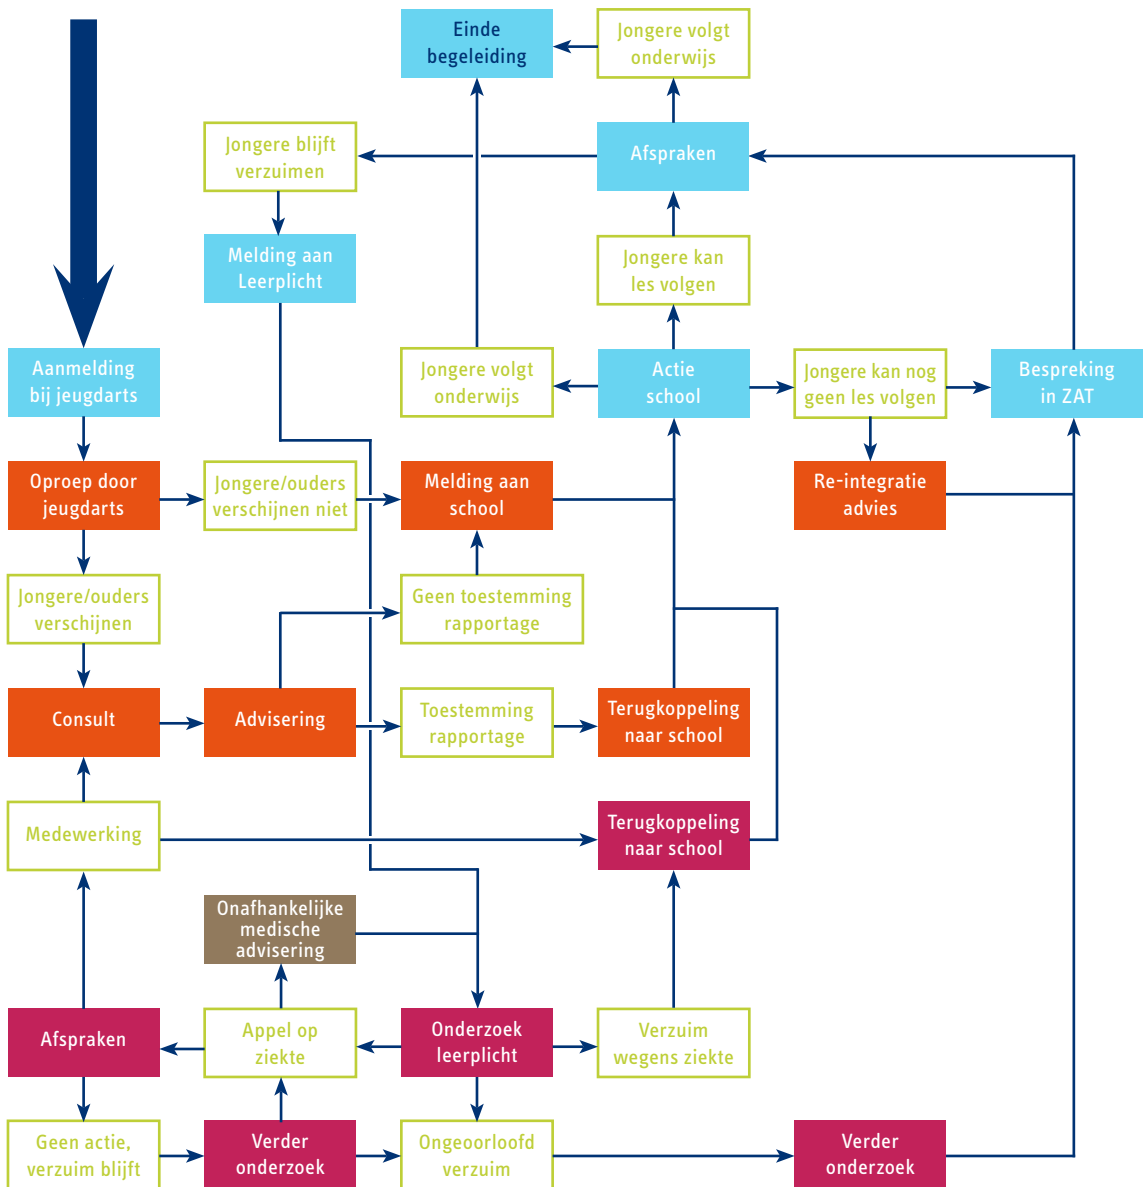 Einde
begeleiding
Jongere volgt
onderwijs
Jongere blijft
verzuimen
Afspraken
Melding aan
Leerplicht
Jongere kan
les volgen
Aanmelding
bij jeugdarts
Jongere volgt
onderwijs
Actie
school
Jongere kan nog
geen les volgen
Bespreking
in ZAT
Oproep door
jeugdarts
Jongere/ouders
verschijnen niet
Melding aan
school
Re-integratie
advies
Jongere/ouders
verschijnen
Geen toestemming
rapportage
Consult
Advisering
Toestemming
rapportage
Terugkoppeling
naar school
Medewerking
Terugkoppeling
naar school
Onafhankelijke
medische
advisering
Afspraken
Appel op
ziekte
Onderzoek
leerplicht
Verzuim
wegens ziekte
Geen actie,
verzuim blijft
Verder
onderzoek
Ongeoorloofd
verzuim
Verder
onderzoek